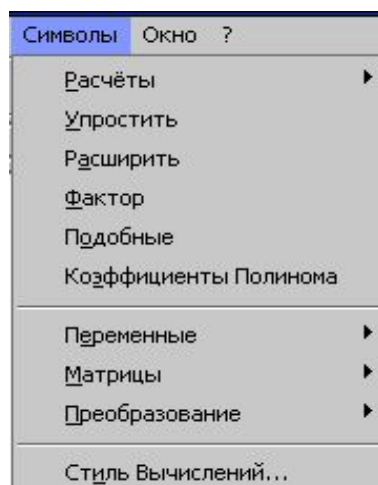 Символы Окно ?
Расчёты
Упростить
Расширить
Фактор
Подобные
Коэффициенты Полинома
Переменные
Матрицы
Преобразование
Стиль Вычислений...